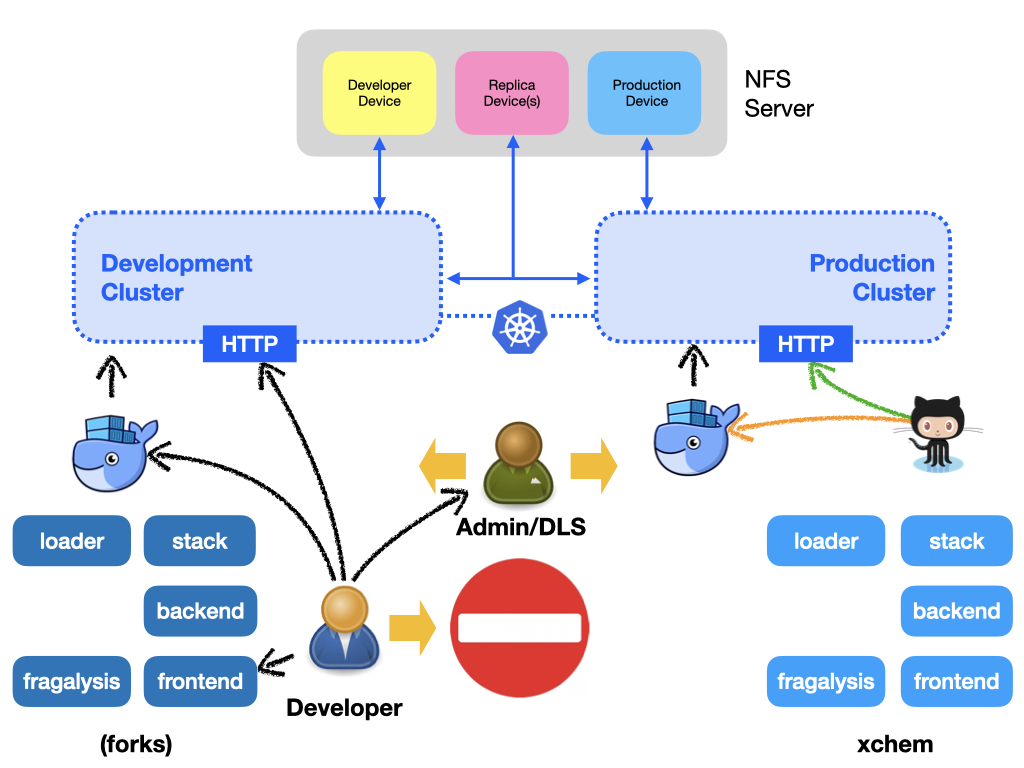 Developer
Device
Replica
Device(s)
Production
Device
NFS
Server
Development
Cluster
Production
Cluster
HTTP
HTTP
Admin/DLS
loader
stack
backend
fragalysis
frontend
Developer
(forks)
loader
stack
backend
fragalysis
frontend
xchem